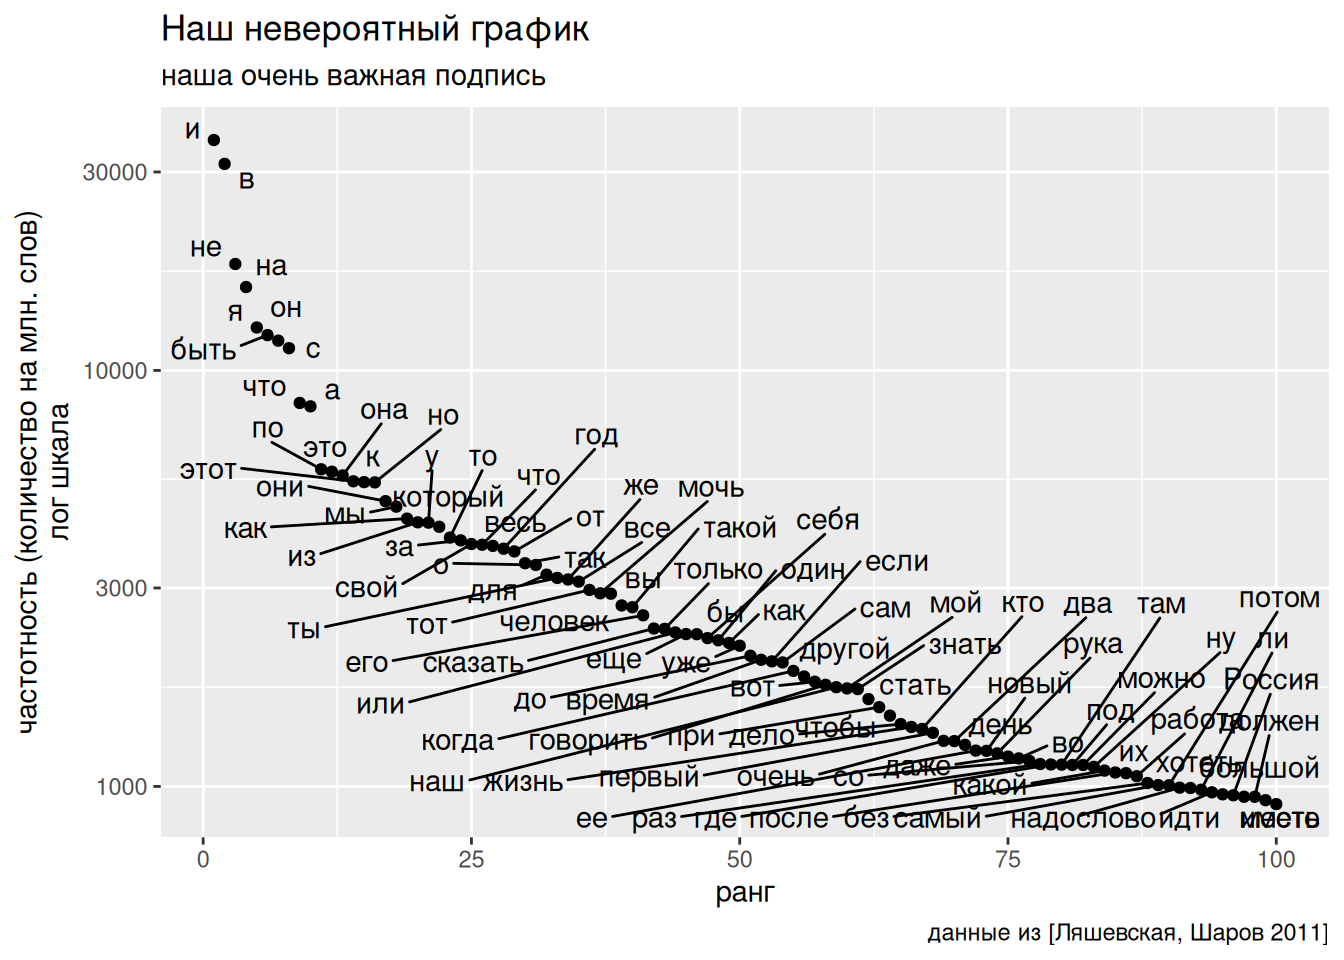 Наш невероятный график
наша очень важная подпись
частотность (количество на млн. слов)
лог шкала
30000
10000
3000
1000
и
в
не
на
я
он
быть
с
что
а
по
она
но
это
к
этот
они
у
то
год
который
что
мы
как
весь
от
же
мочь
из
за
о
так
все
такой
себя
свой
для
вы
только
один
если
ты
тот
человек
бы
как
сам
мой
кто
два
там
потом
его
сказать
еще
уже
другой
знать
рука
ну
ли
или
до
время
вот
стать
новый
можно
Россия
когда
говорить
при
дело
чтобы
день
под
работа
должен
наш
жизнь
первый
очень
со
даже
во
какой
их
хотеть
большой
ее
раз
где
после
без
самый
надо
слово
идти
иметь
0
25
50
75
100
ранг
данные из [Ляшевская, Шаров 2011]